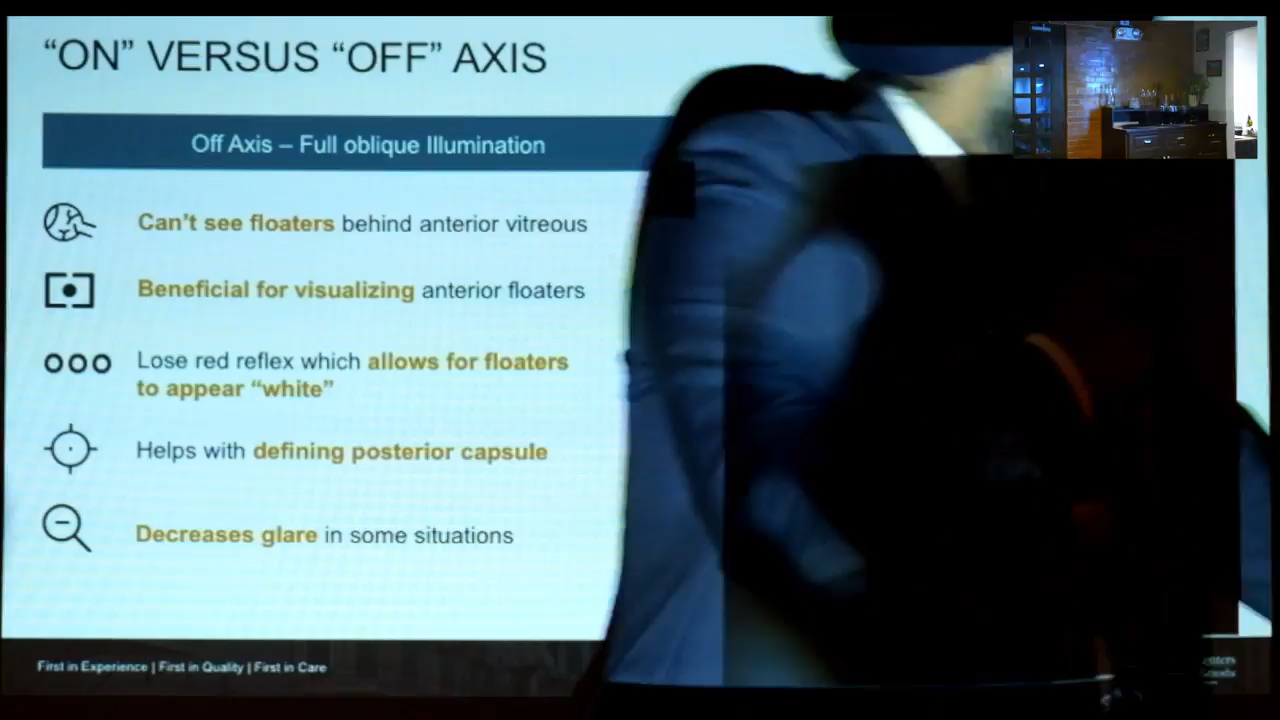 “ON” VERSUS “OFF” AXIS
Off Axis – Full oblique Illumination
Can't see floaters behind anterior vitreous
Beneficial for visualizing anterior floaters
Lose red reflex which allows for floaters
to appear “white”
Helps with defining posterior capsule
Decreases glare in some situations
First in Experience | First in Quality | First in Care